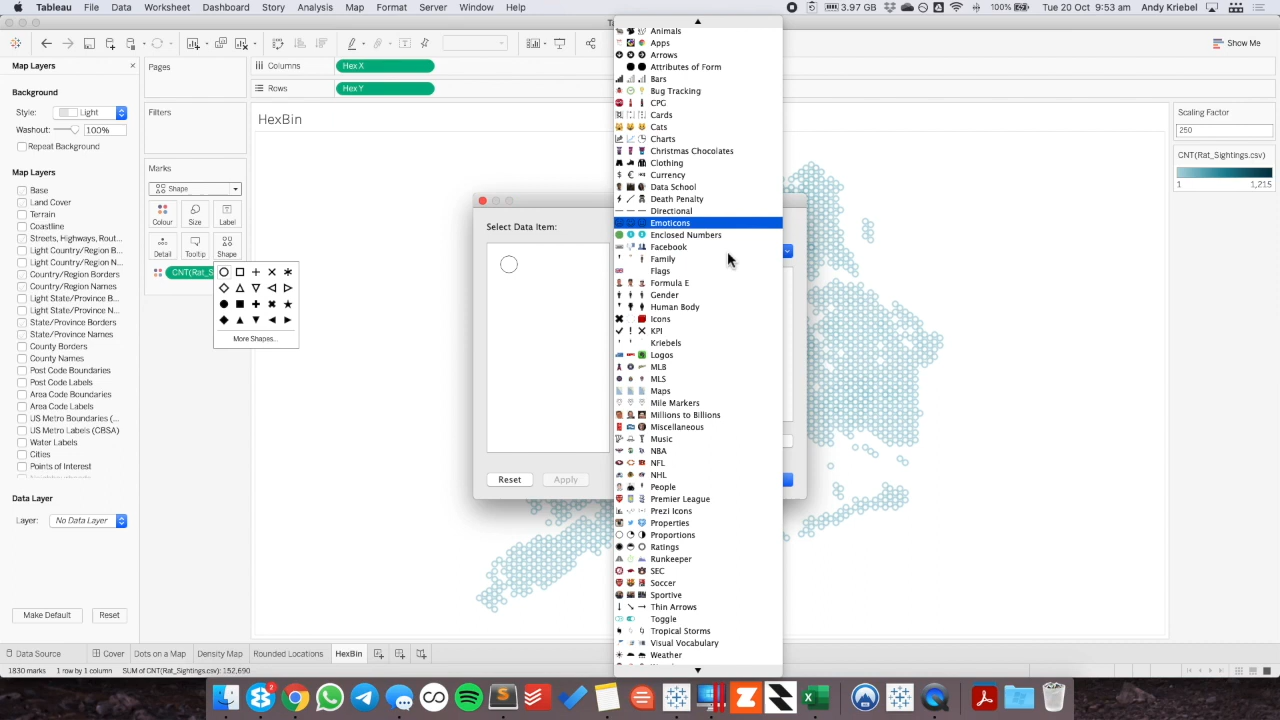 Tableau File Data Worksheet Dashboard Story Analysis Map Format Server Window Help
3.97 GB 100% Tue 20 Oct 9:53 am Andy Kriebel
Ta
Show Me
Map Layers
Background
Style: Light
Washout: 100%
Repeat Background
Map Layers
Base
Land Cover
Terrain
Coastline
Streets, Highways, Rout...
Light Country/Region B...
Light Country/Region N...
Country/Region Borders
Country/Region Names
Light State/Province B...
Light State/Province N...
State/Province Borders
State/Province Names
County Borders
County Names
Post Code Boundaries
Post Code Labels
Area Code Boundaries
Area Code Labels
US Metro Boundaries (...
US Metro Labels (CBSA)
Water Labels
Cities
Points of Interest
Data Layer
Layer: No Data Layer
Make Default Reset
Pages
Filters
Marks
Shape
Colour Size Label
Detail Tooltip Shape
CNT(Rat_S
More Shapes...
Columns Hex X
Rows Hex Y
HexBin
Select Data Item:
Reset Apply
Animals
Apps
Arrows
Attributes of Form
Bars
Bug Tracking
CPG
Cards
Cats
Charts
Christmas Chocolates
Clothing
Currency
Data School
Death Penalty
Directional
Emoticons
Enclosed Numbers
Facebook
Family
Flags
Formula E
Gender
Human Body
Icons
KPI
Kriebels
Logos
MLB
MLS
Maps
Mile Markers
Millions to Billions
Miscellaneous
Music
NBA
NFL
NHL
People
Premier League
Prezi Icons
Properties
Proportions
Ratings
Runkeeper
SEC
Soccer
Sportive
Thin Arrows
Toggle
Tropical Storms
Visual Vocabulary
Weather
Scaling Factor
250
CNT(Rat_Sightings.csv)
1 1,215
Data Source Cover Dots on a Map Density Map Rounded Locations HexBin
1830 marks 1 row by 1 column SUM of CNT(Rat_Sightings.csv): 152,690